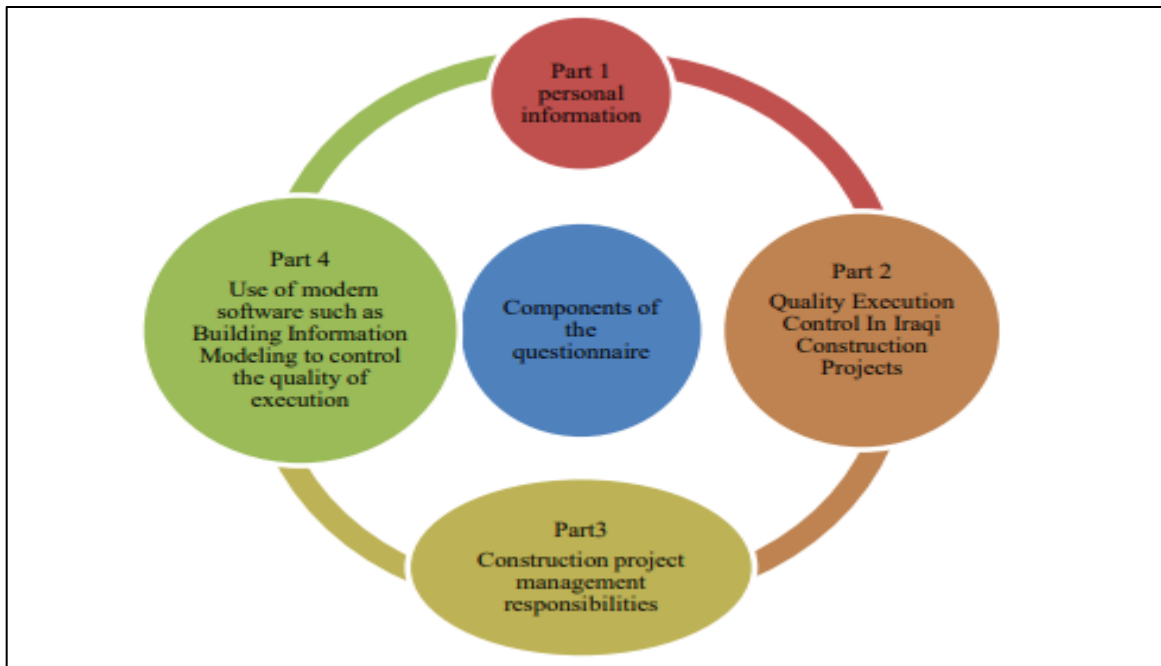 Part 1
personal
information
Part 2
Quality Execution
Control In Iraqi
Construction
Projects
Part3
Construction project
management
responsibilities
Part 4
Use of modern
software such as
Building Information
Modeling to control
the quality of
execution
Components of
the
questionnaire